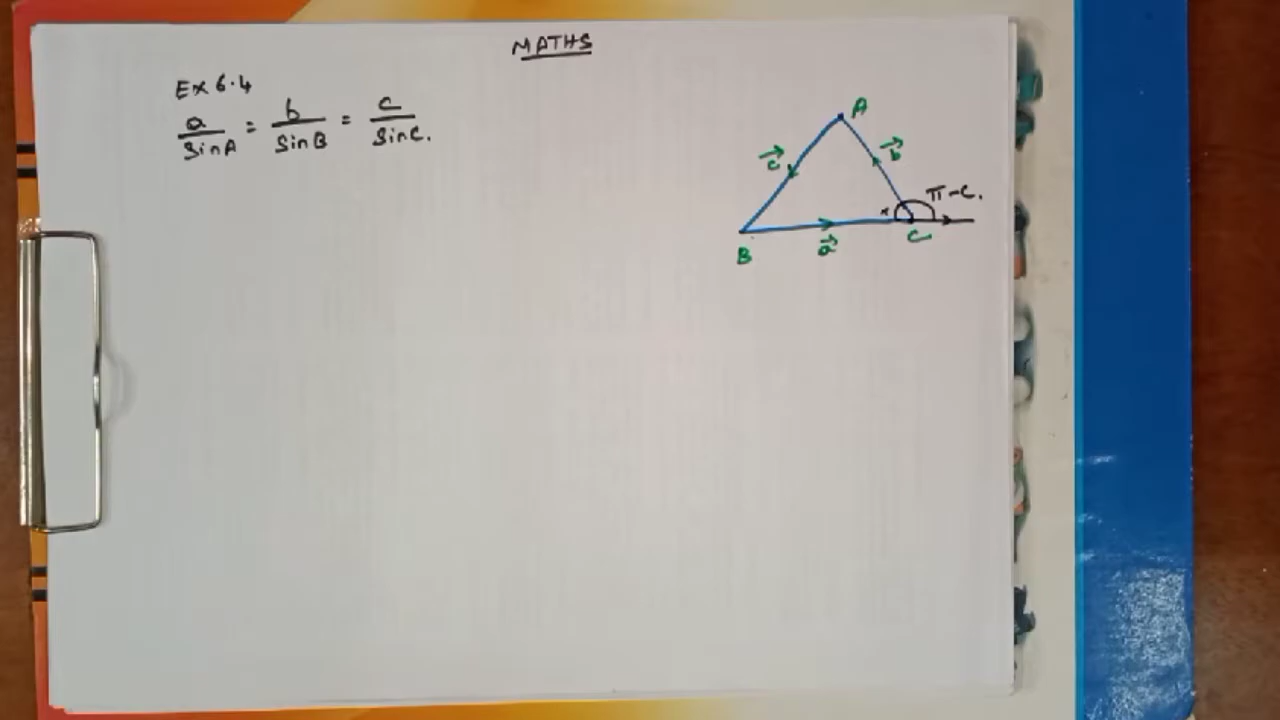 MATHS
Ex 6.4
a/SinA = b/SinB = c/SinC.
A
c⃗
b⃗
π-c.
B
a⃗
C